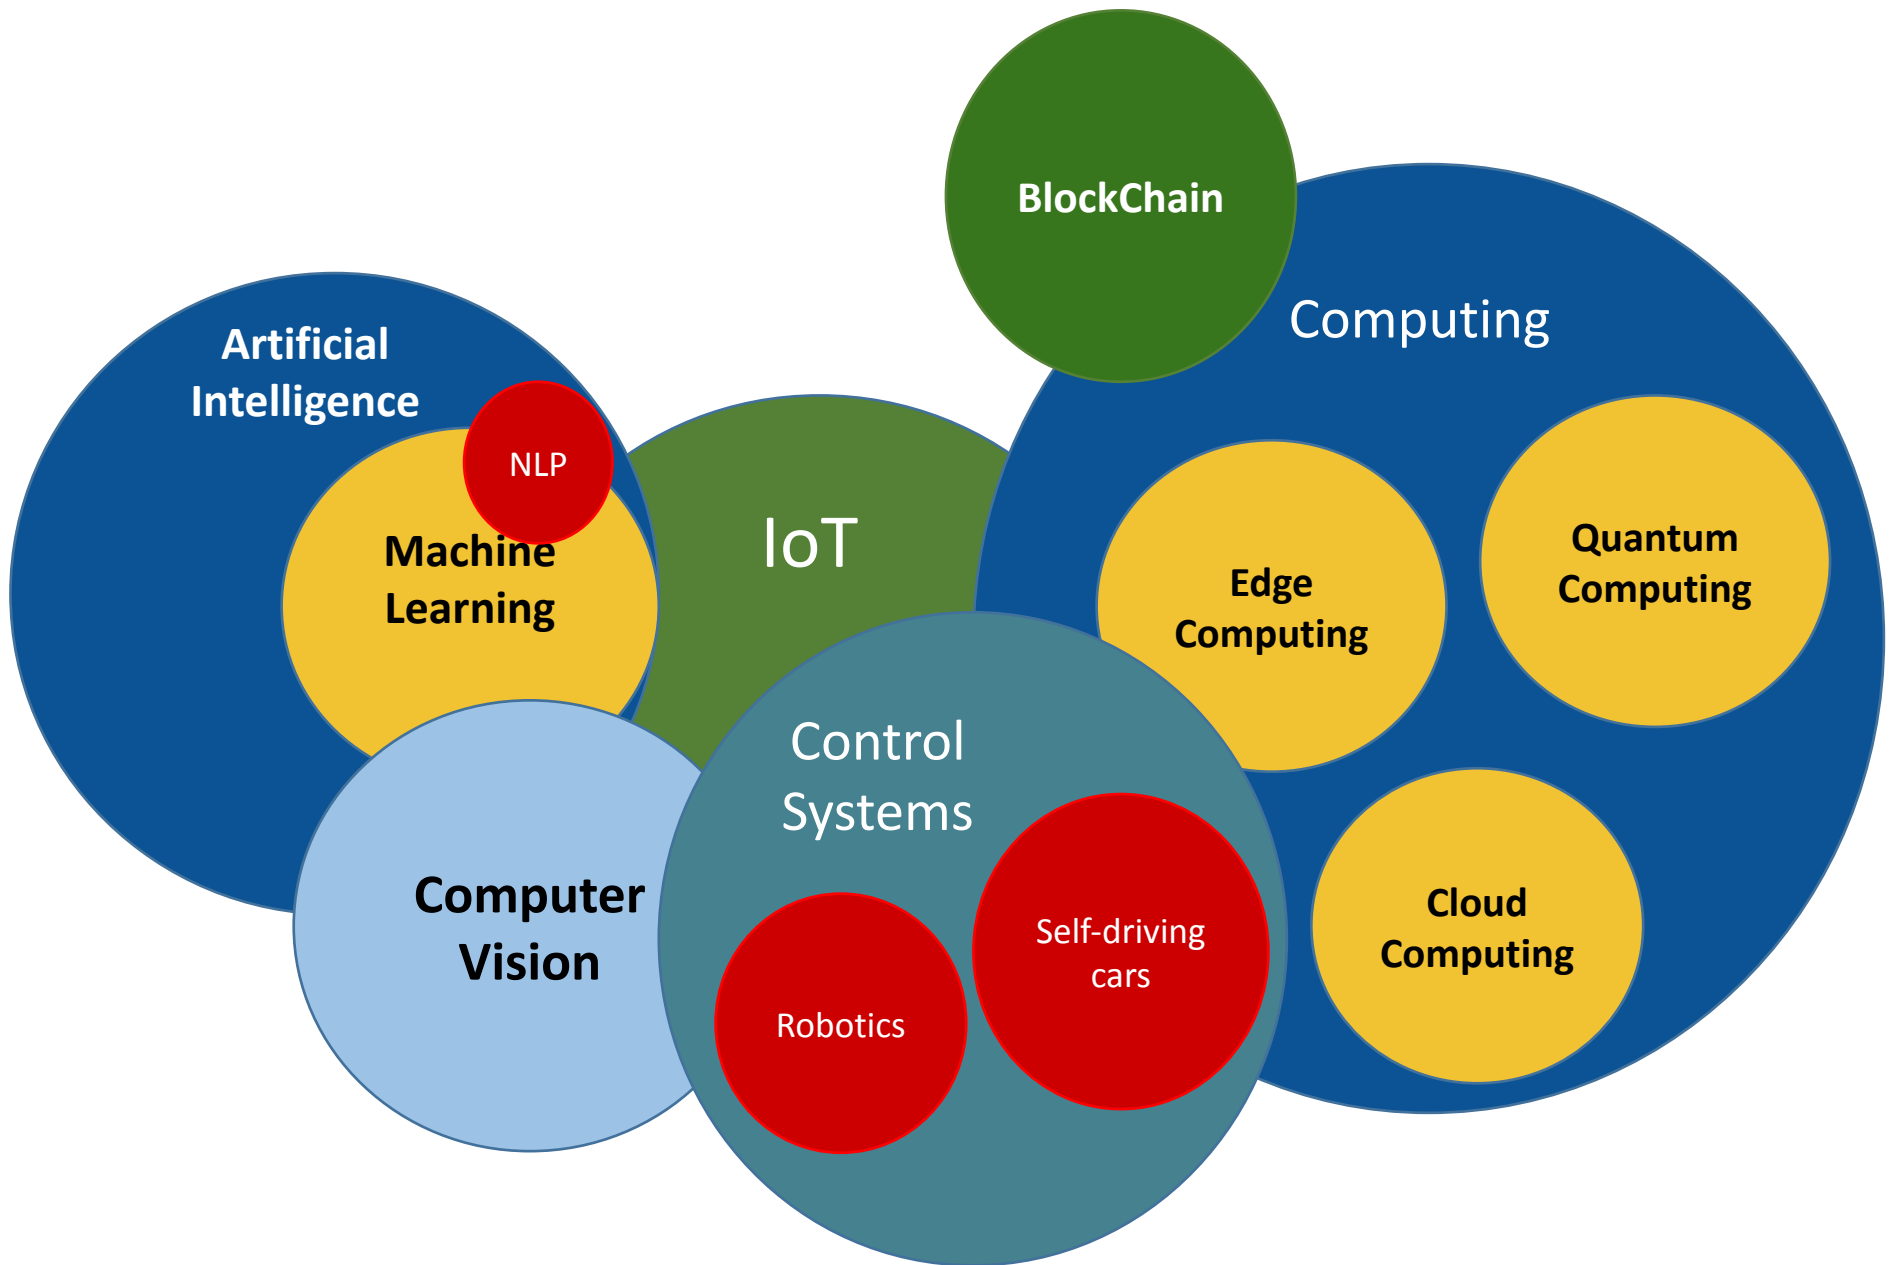 BlockChain
Computing
Artificial
Intelligence
NLP
Machine
Learning
IoT
Edge
Computing
Quantum
Computing
Control
Systems
Computer
Vision
Self-driving
cars
Robotics
Cloud
Computing